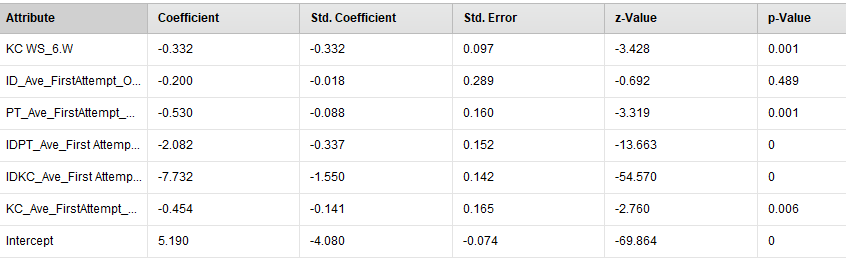 Attribute Coefficient Std. Coefficient Std. Error z-Value p-Value
KC WS_6.W -0.332 -0.332 0.097 -3.428 0.001
ID_Ave_FirstAttempt_O... -0.200 -0.018 0.289 -0.692 0.489
PT_Ave_FirstAttempt_... -0.530 -0.088 0.160 -3.319 0.001
IDPT_Ave_First Attemp... -2.082 -0.337 0.152 -13.663 0
IDKC_Ave_First Attemp... -7.732 -1.550 0.142 -54.570 0
KC_Ave_FirstAttempt_... -0.454 -0.141 0.165 -2.760 0.006
Intercept 5.190 -4.080 -0.074 -69.864 0